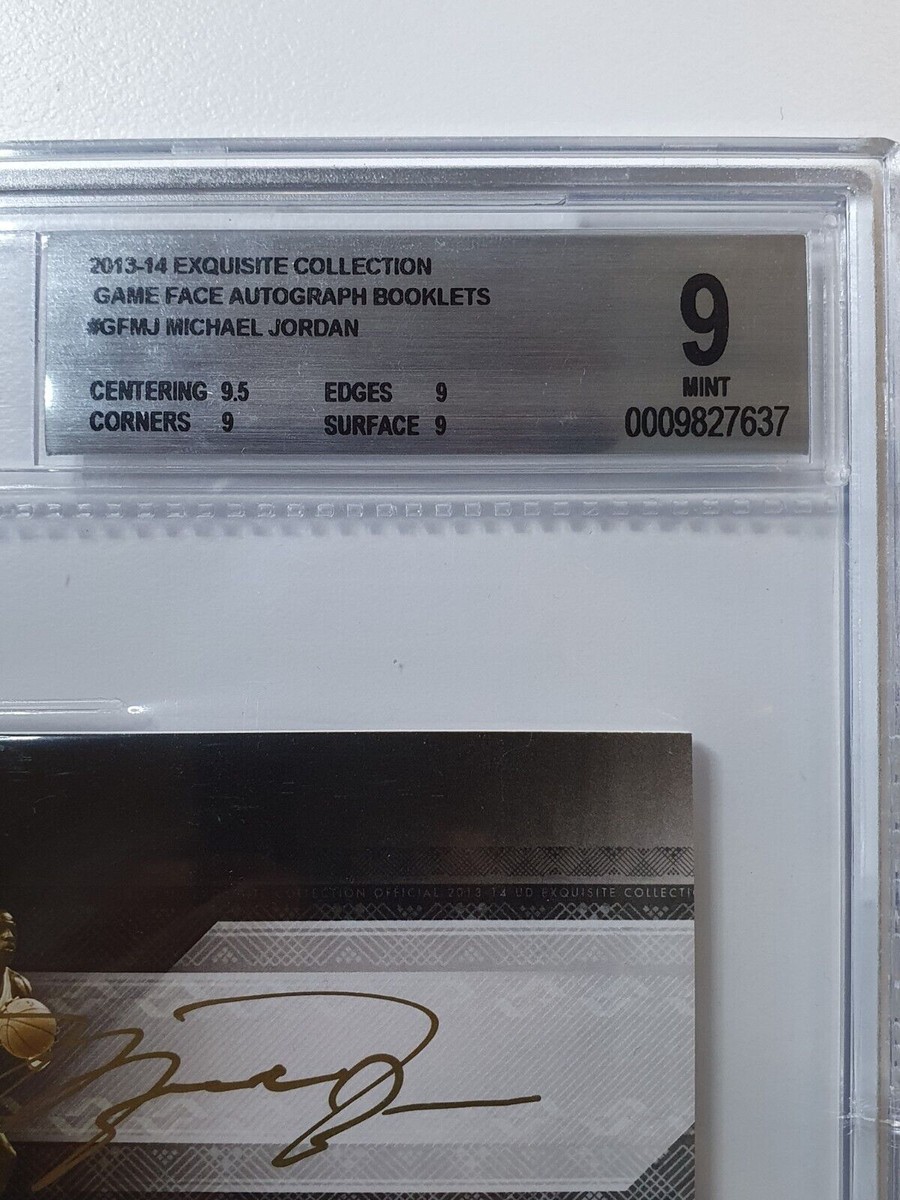 2013-14 EXQUISITE COLLECTION
GAME FACE AUTOGRAPH BOOKLETS
#GFMJ MICHAEL JORDAN
CENTERING 9.5 EDGES 9
CORNERS 9 SURFACE 9
9
MINT
0009827637
COLLECTION OFFICIAL 2013-14 UD EXQUISITE COLLECTI